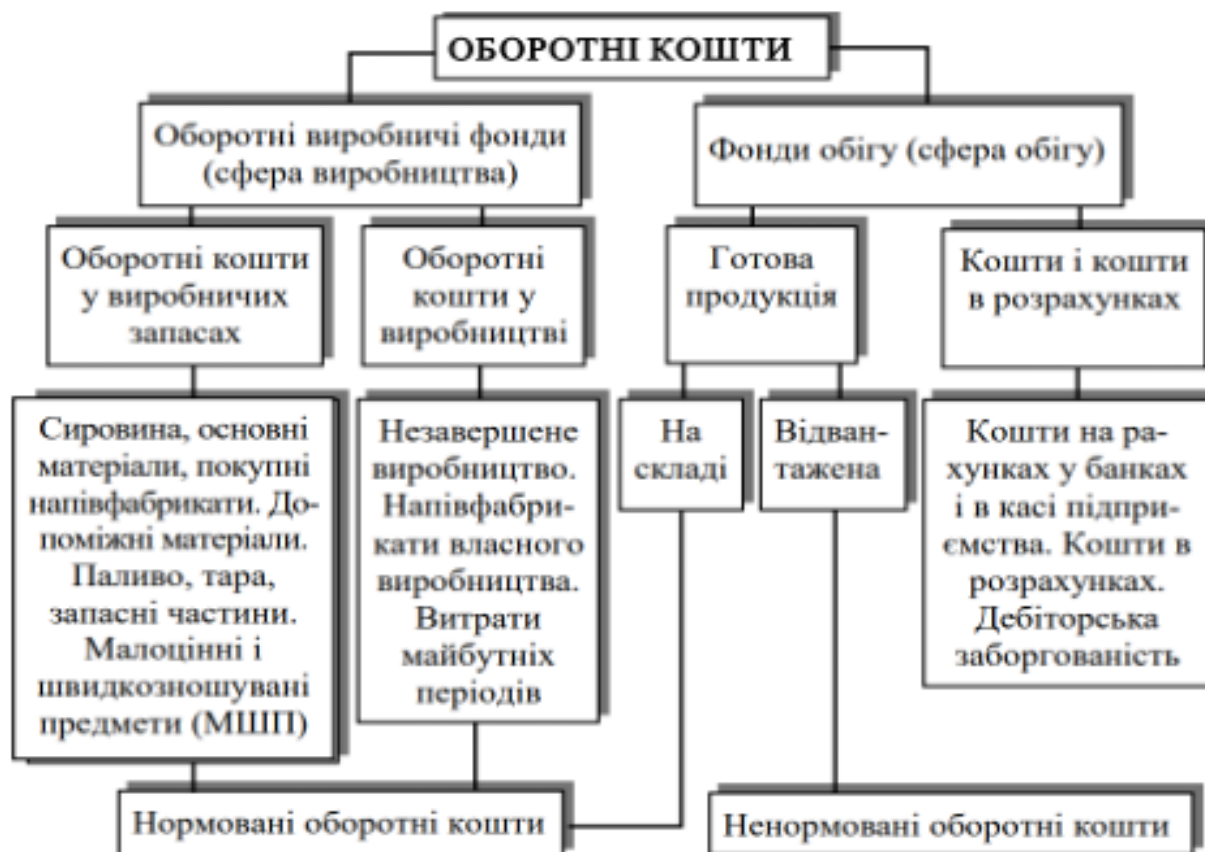 ОБОРОТНІ КОШТИ
Оборотні виробничі фонди
(сфера виробництва)
Фонди обігу (сфера обігу)
Оборотні кошти
у виробничих
запасах
Оборотні
кошти у
виробництві
Готова
продукція
Кошти і кошти
в розрахунках
Сировина, основні
матеріали, покупні
напівфабрикати. До-
поміжні матеріали.
Паливо, тара,
запасні частини.
Малоцінні і
швидкозношувані
предмети (МШП)
Незавершене
виробництво.
Напівфабри-
кати власного
виробництва.
Витрати
майбутніх
періодів
На
складі
Відван-
тажена
Кошти на ра-
хунках у банках
і в касі підпри-
ємства. Кошти в
розрахунках.
Дебіторська
заборгованість
Нормовані оборотні кошти
Ненормовані оборотні кошти